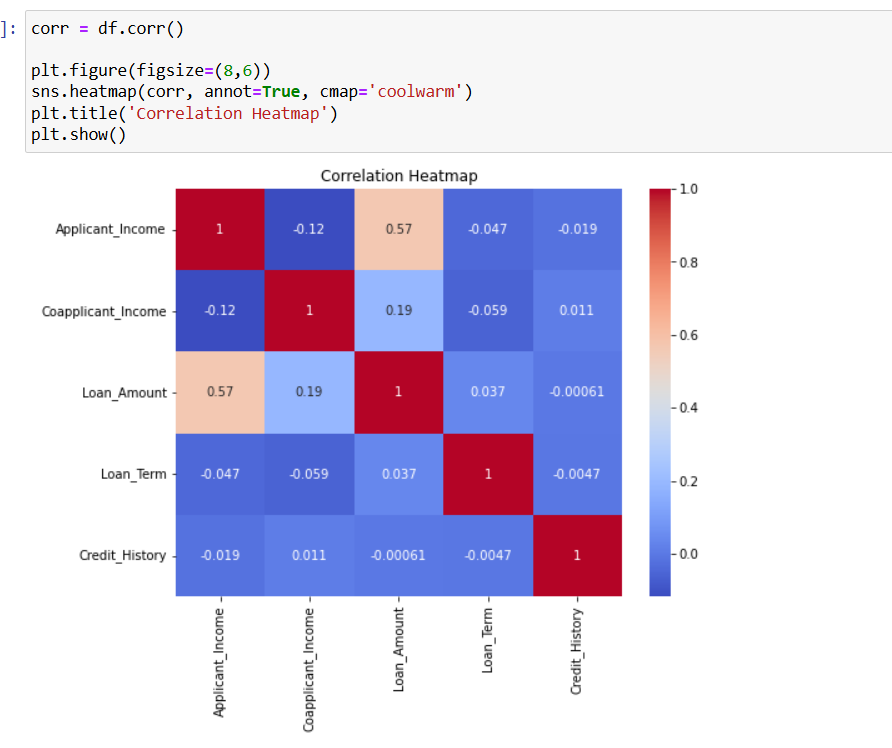 ]: corr = df.corr()
plt.figure(figsize=(8,6))
sns.heatmap(corr, annot=True, cmap='coolwarm')
plt.title('Correlation Heatmap')
plt.show()
Correlation Heatmap
Applicant_Income 1 -0.12 0.57 -0.047 -0.019
Coapplicant_Income -0.12 1 0.19 -0.059 0.011
Loan_Amount 0.57 0.19 1 0.037 -0.00061
Loan_Term -0.047 -0.059 0.037 1 -0.0047
Credit_History -0.019 0.011 -0.00061 -0.0047 1
Applicant_Income
Coapplicant_Income
Loan_Amount
Loan_Term
Credit_History
1.0
0.8
0.6
0.4
0.2
0.0